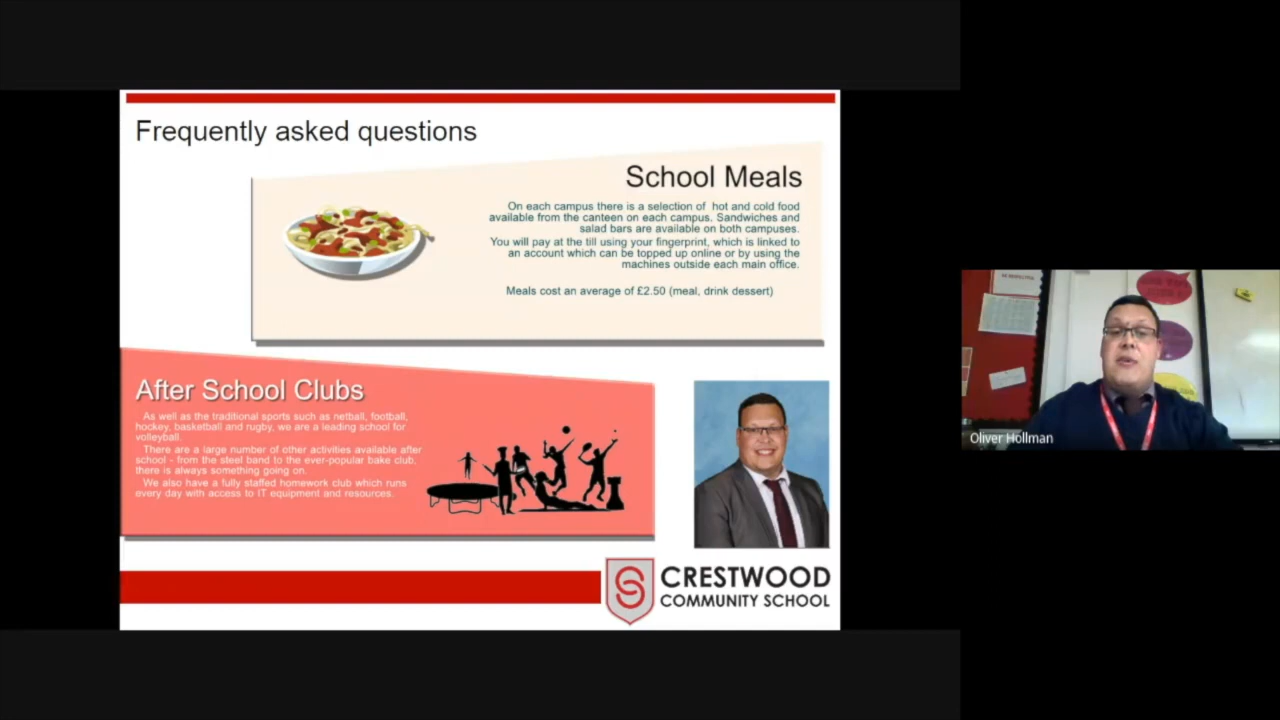 Frequently asked questions
School Meals
On each campus there is a selection of hot and cold food
available from the canteen on each campus. Sandwiches and
salad bars are available on both campuses.
You will pay at the till using your fingerprint, which is linked to
an account which can be topped up online or by using the
machines outside each main office.
Meals cost an average of £2.50 (meal, drink dessert)
After School Clubs
As well as the traditional sports such as netball, football,
hockey, basketball and rugby, we are a leading school for
volleyball.
There are a large number of other activities available after
school - from the steel band to the ever-popular bake club,
there is always something going on.
We also have a fully staffed homework club which runs
every day with access to IT equipment and resources.
CRESTWOOD
COMMUNITY SCHOOL
Oliver Hollman